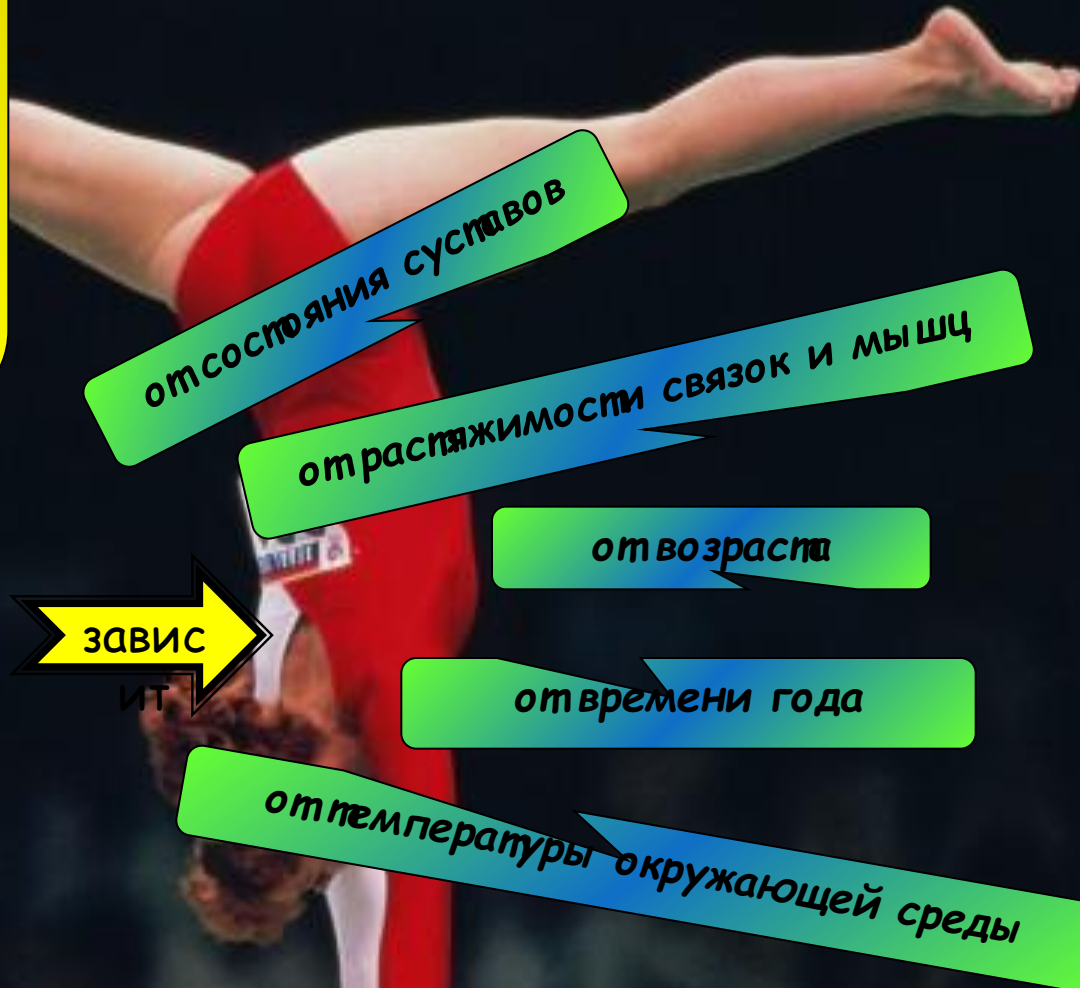 от состояния суставов
от растяжимости связок и мышц
от возраста
завис
ит
от времени года
от температуры окружающей среды